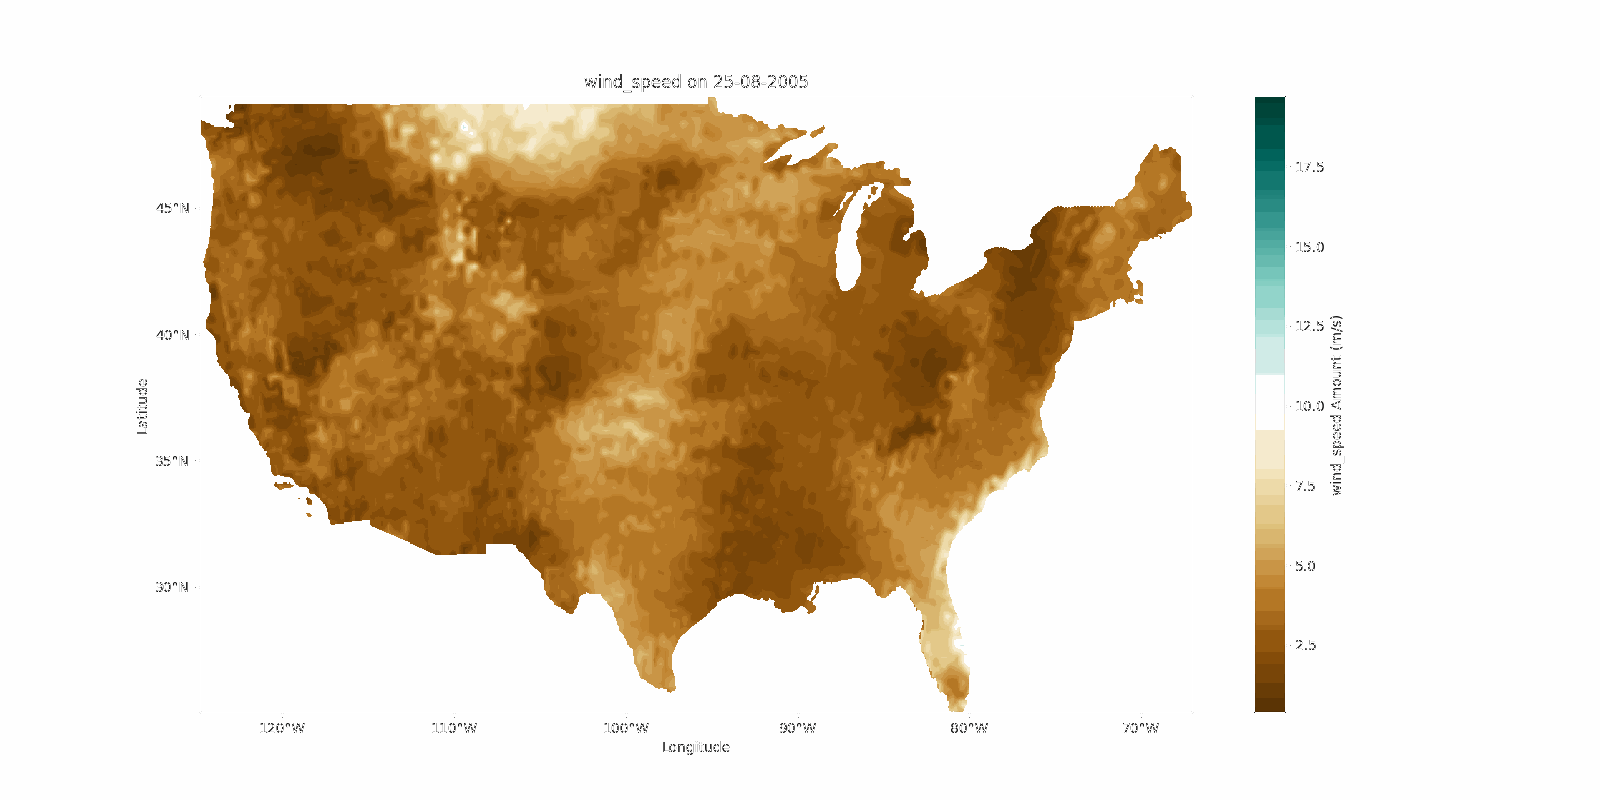 wind_speed on 25-08-2005
45°N
40°N
35°N
30°N
Latitude
120°W
110°W
100°W
90°W
80°W
70°W
Longitude
17.5
15.0
12.5
10.0
7.5
5.0
2.5
wind_speed Amount (m/s)